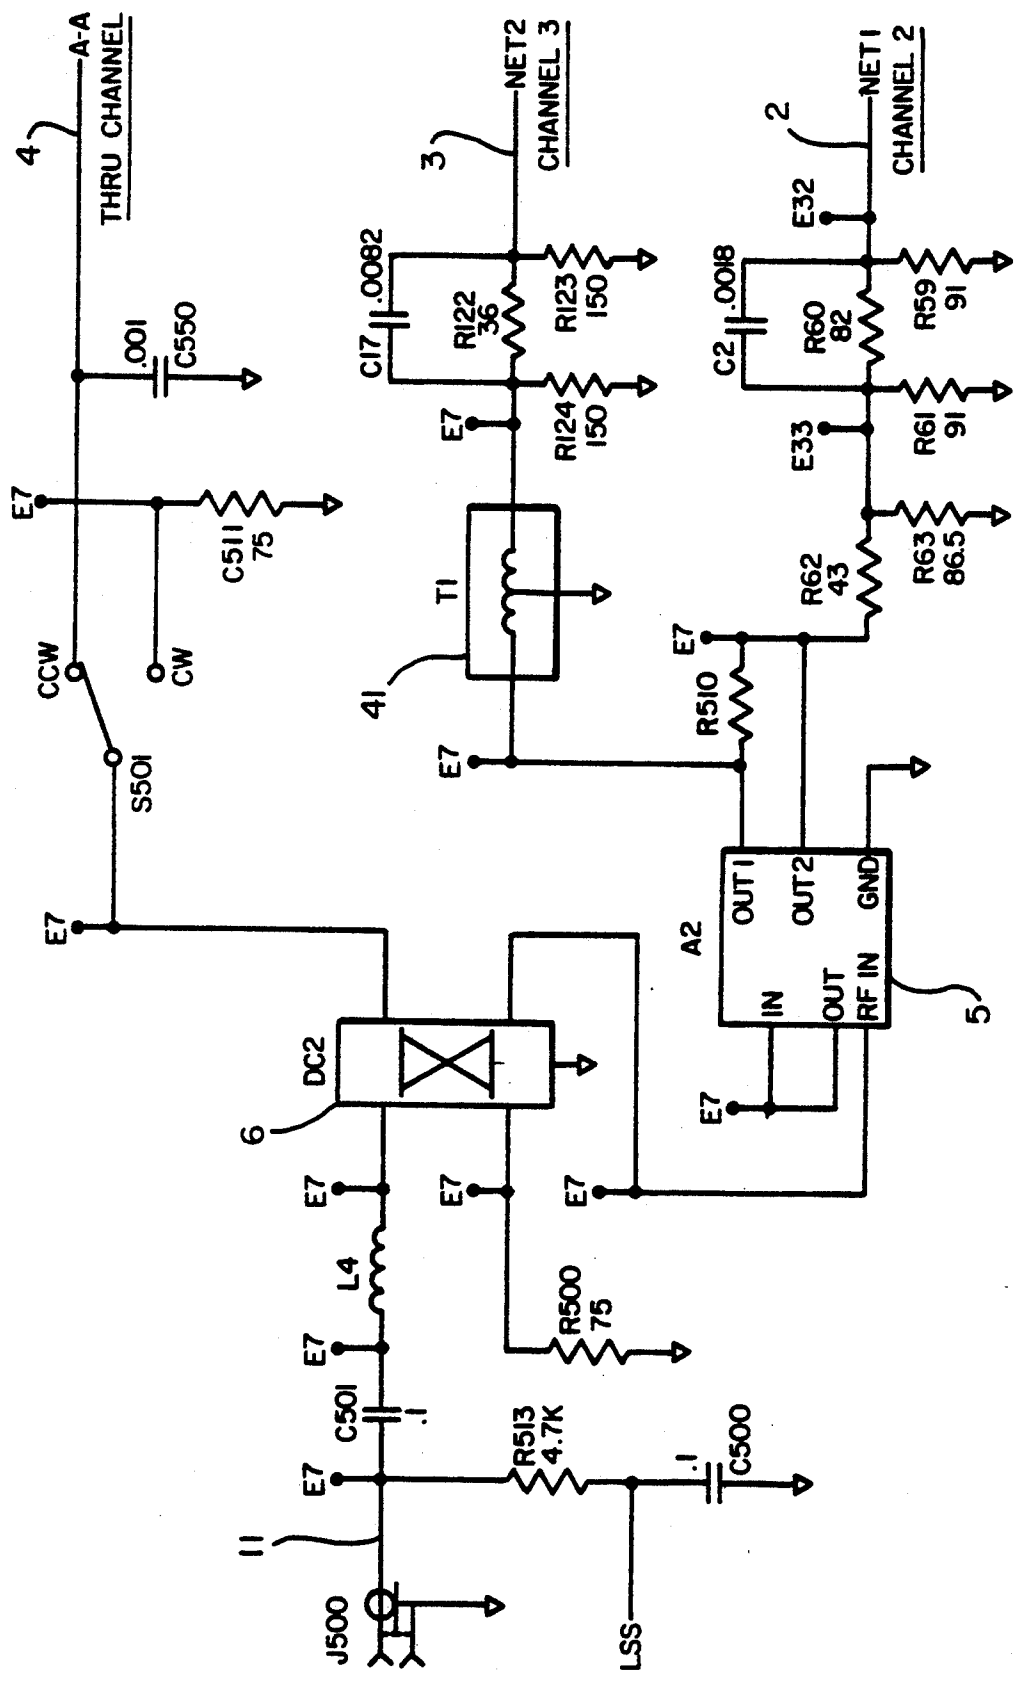 J500
11
E7
C501
.1
E7
L4
E7
6
DC2
E7
S501
CCW
CW
E7
C511
75
.001
C550
4
A-A
THRU CHANNEL
LSS
R513
4.7K
.1
C500
R500
75
E7
E7
E7
41
T1
E7
C17
.0082
R122
36
R124
150
R123
150
3
NET2
CHANNEL 3
E7
A2
IN
OUT
RF IN
OUT1
OUT2
GND
5
R510
E7
R62
43
R63
86.5
E33
C2
.0018
R60
82
R61
91
R59
91
E32
2
NET1
CHANNEL 2